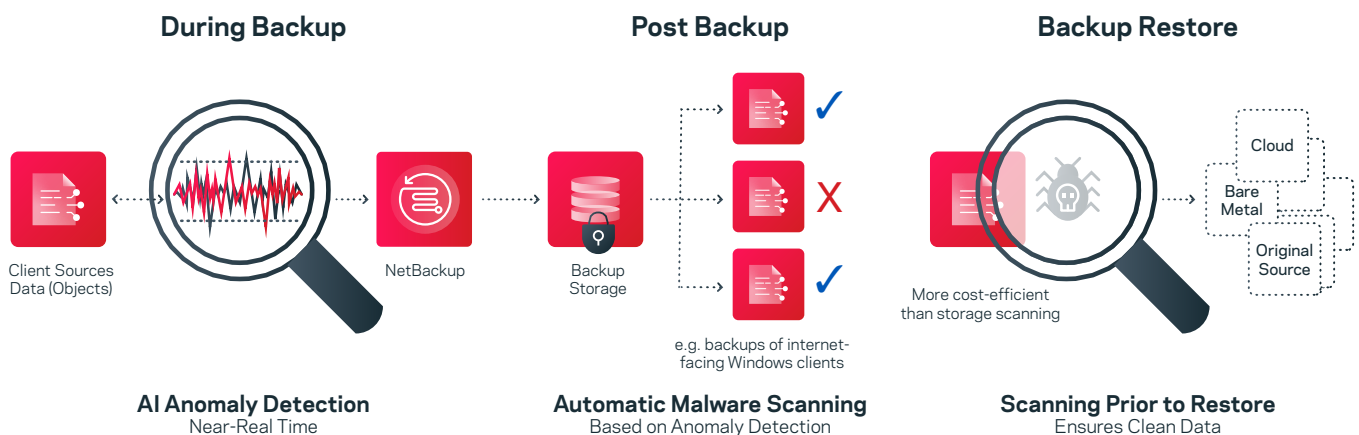 During Backup
Post Backup
Backup Restore
Client Sources
Data (Objects)
NetBackup
Backup
Storage
X
e.g. backups of internet-
facing Windows clients
More cost-efficient
than storage scanning
Cloud
Bare
Metal
Original
Source
AI Anomaly Detection
Near-Real Time
Automatic Malware Scanning
Based on Anomaly Detection
Scanning Prior to Restore
Ensures Clean Data